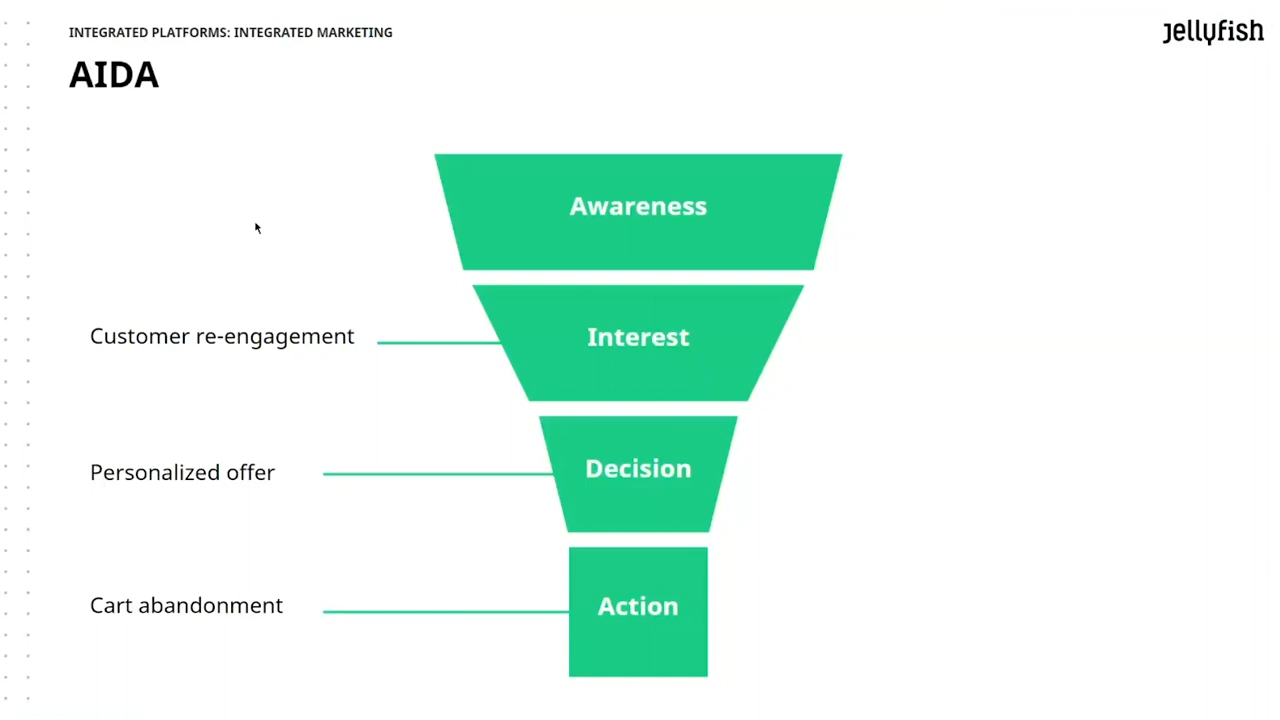 INTEGRATED PLATFORMS: INTEGRATED MARKETING
jellyfish
AIDA
Awareness
Customer re-engagement
Interest
Personalized offer
Decision
Cart abandonment
Action